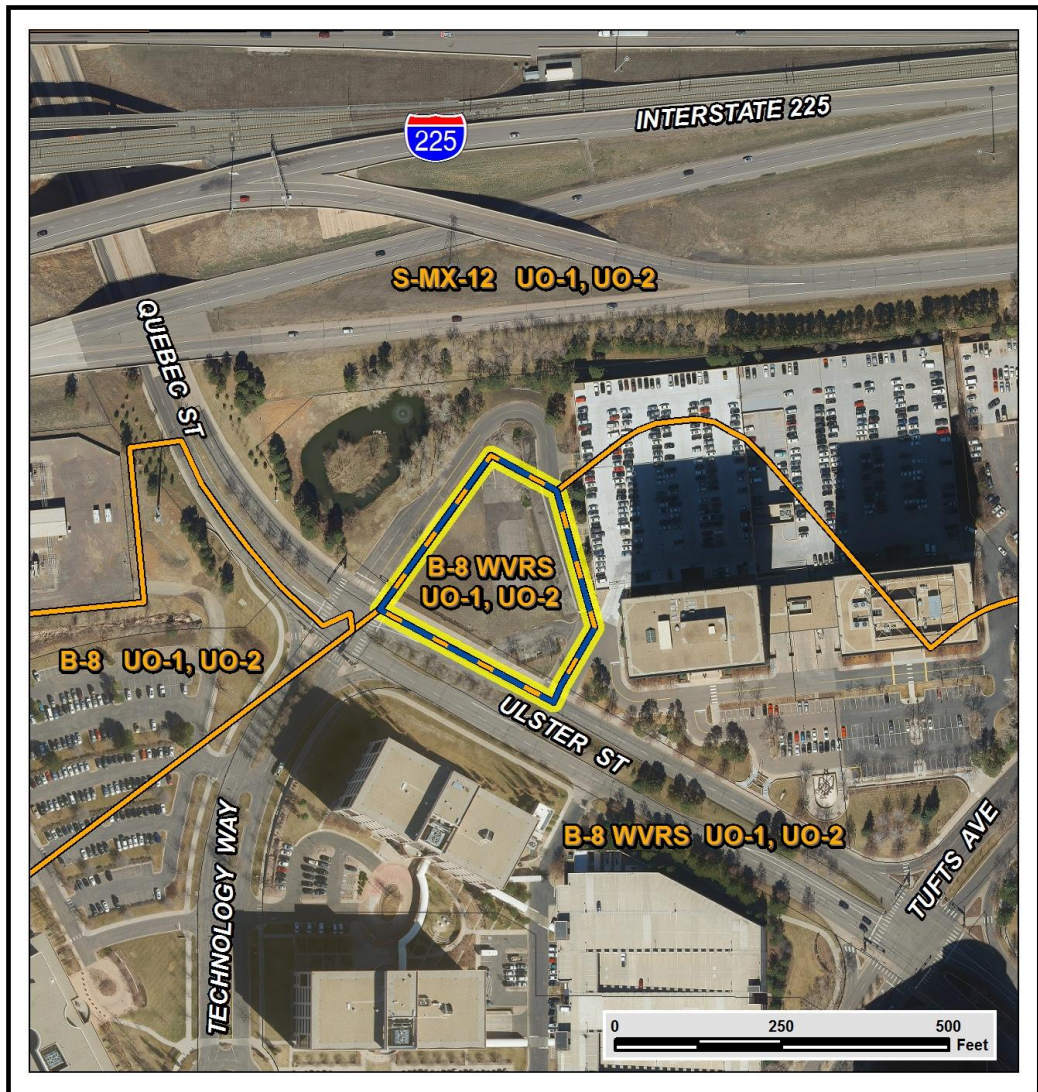 INTERSTATE 225
225
S-MX-12 UO-1, UO-2
QUEBEC ST
B-8 WVRS
UO-1, UO-2
B-8 UO-1, UO-2
ULSTER ST
B-8 WVRS UO-1, UO-2
TECHNOLOGY WAY
TUFTS AVE
0 250 500
Feet